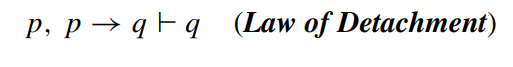 p, p → q ⊢ q (Law of Detachment)